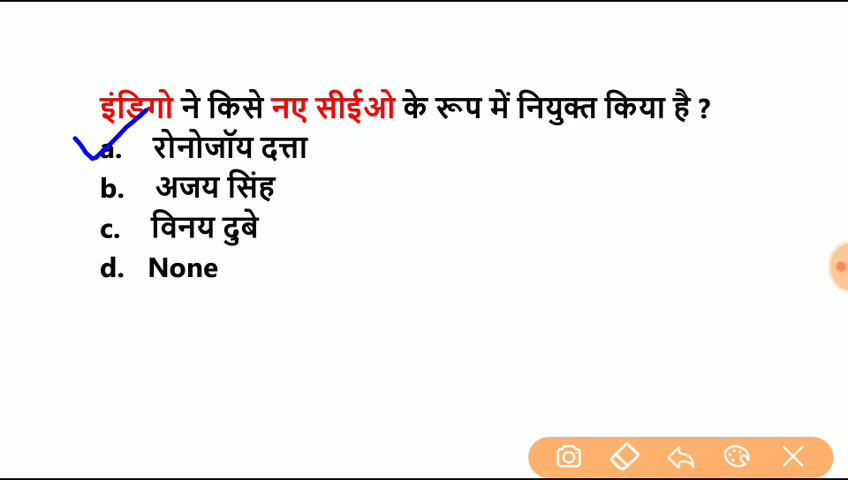 इंडिगो ने किसे नए सीईओ के रूप में नियुक्त किया है ?
a. रोनोजॉय दत्ता
b. अजय सिंह
c. विनय दुबे
d. None